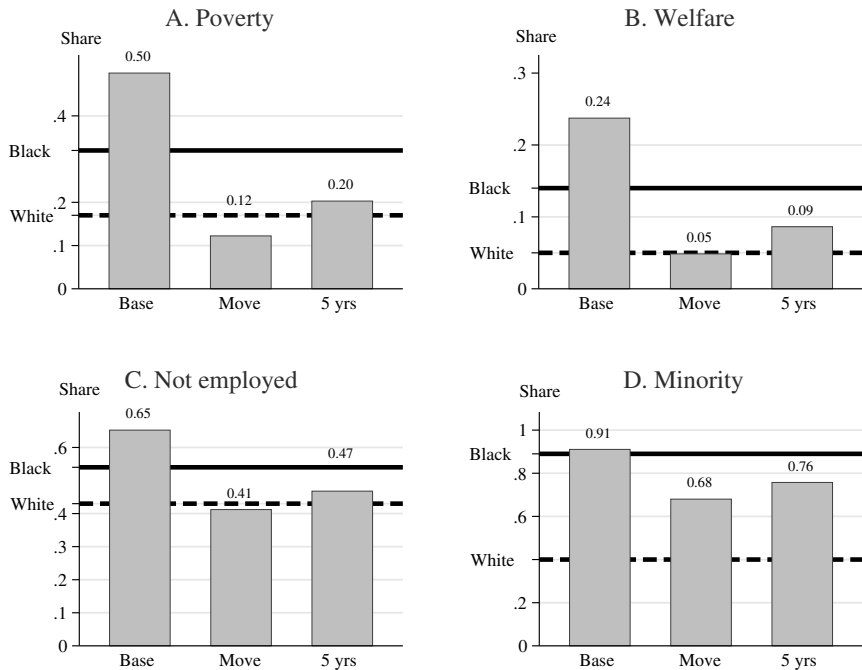 A. Poverty
Share
0.50
.4
Black
0.12
0.20
.2
White
.1
0
Base Move 5 yrs
B. Welfare
Share
.3
0.24
.2
Black
.1
0.09
0.05
White
0
Base Move 5 yrs
C. Not employed
Share
0.65
.6
0.47
Black
0.41
White
.4
.3
.2
.1
0
Base Move 5 yrs
D. Minority
Share
1
0.91
Black
.8
0.76
0.68
.6
White
.2
0
Base Move 5 yrs